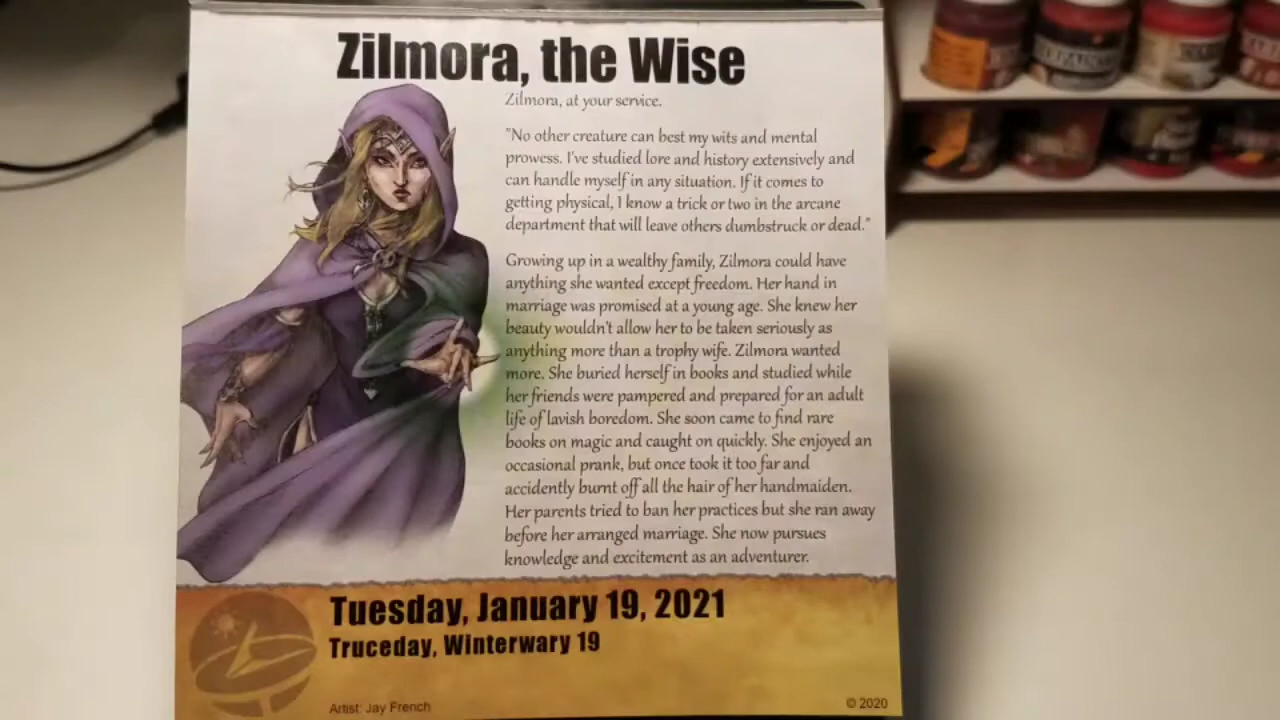 Zilmora, the Wise
Zilmora, at your service.
"No other creature can best my wits and mental
prowess. I've studied lore and history extensively and
can handle myself in any situation. If it comes to
getting physical, I know a trick or two in the arcane
department that will leave others dumbstruck or dead."
Growing up in a wealthy family, Zilmora could have
anything she wanted except freedom. Her hand in
marriage was promised at a young age. She knew her
beauty wouldn't allow her to be taken seriously as
anything more than a trophy wife. Zilmora wanted
more. She buried herself in books and studied while
her friends were pampered and prepared for an adult
life of lavish boredom. She soon came to find rare
books on magic and caught on quickly. She enjoyed an
occasional prank, but once took it too far and
accidently burnt off all the hair of her handmaiden.
Her parents tried to ban her practices but she ran away
before her arranged marriage. She now pursues
knowledge and excitement as an adventurer.
Tuesday, January 19, 2021
Truceday, Winterwary 19
Artist: Jay French
© 2020